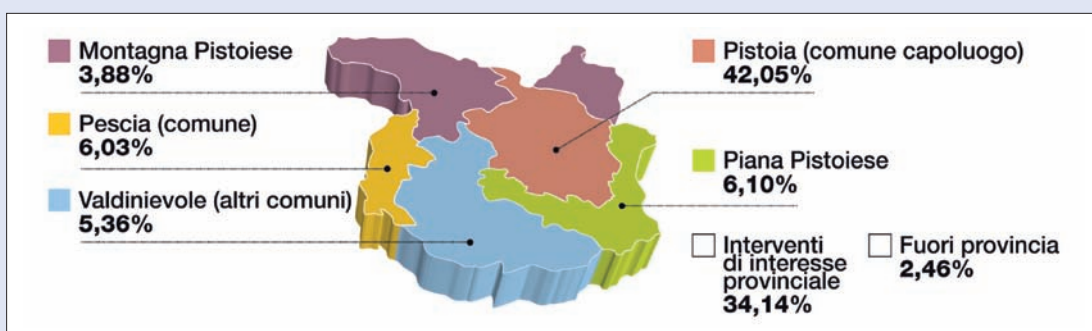 Montagna Pistoiese
3,88%
Pescia (comune)
6,03%
Valdinievole (altri comuni)
5,36%
Pistoia (comune capoluogo)
42,05%
Piana Pistoiese
6,10%
Interventi
di interesse
provinciale
34,14%
Fuori provincia
2,46%